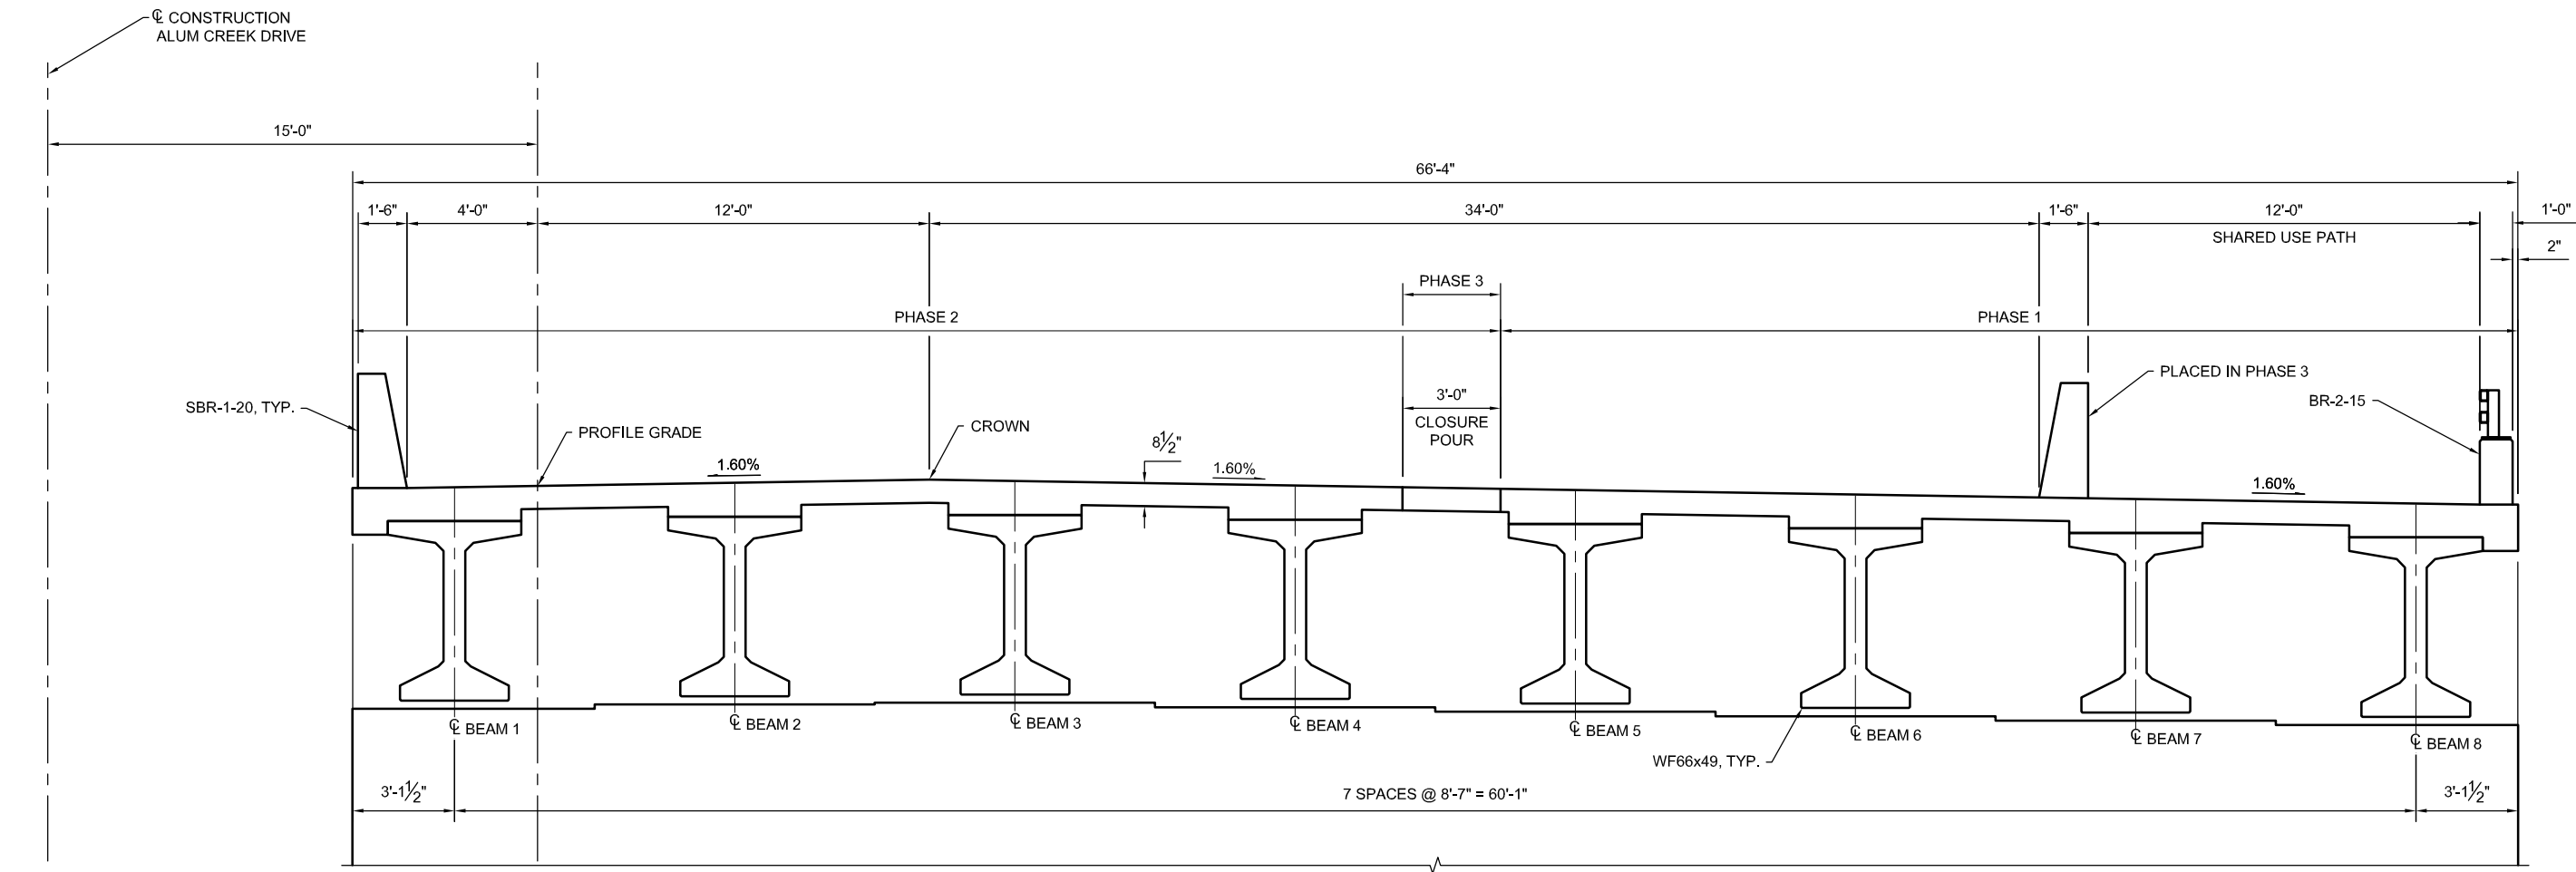 ℄ CONSTRUCTION
ALUM CREEK DRIVE
15'-0"
66'-4"
1'-6"
4'-0"
12'-0"
34'-0"
1'-6"
12'-0"
1'-0"
SHARED USE PATH
2"
PHASE 3
PHASE 2
PHASE 1
PLACED IN PHASE 3
SBR-1-20, TYP.
3'-0"
CLOSURE
POUR
BR-2-15
PROFILE GRADE
CROWN
8½"
1.60%
1.60%
1.60%
℄ BEAM 1
℄ BEAM 2
℄ BEAM 3
℄ BEAM 4
℄ BEAM 5
℄ BEAM 6
℄ BEAM 7
℄ BEAM 8
WF66x49, TYP.
3'-1½"
7 SPACES @ 8'-7" = 60'-1"
3'-1½"